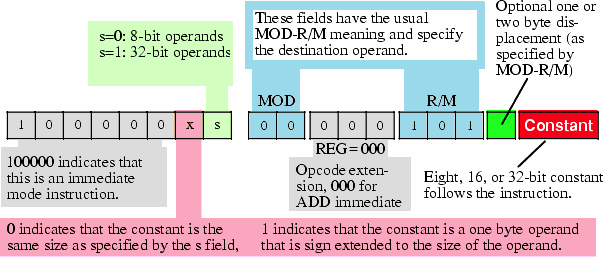 s=0: 8-bit operands
s=1: 32-bit operands
These fields have the usual
MOD-R/M meaning and specify
the destination operand.
Optional one or
two byte dis-
placement (as
specified by
MOD-R/M)
MOD
R/M
1 0 0 0 0 0 x s
0 0
0 0 0
1 0 1
Constant
REG = 000
100000 indicates that
this is an immediate
mode instruction.
Opcode exten-
sion, 000 for
ADD immediate
Eight, 16, or 32-bit constant
follows the instruction.
0 indicates that the constant is the
same size as specified by the s field,
1 indicates that the constant is a one byte operand
that is sign extended to the size of the operand.